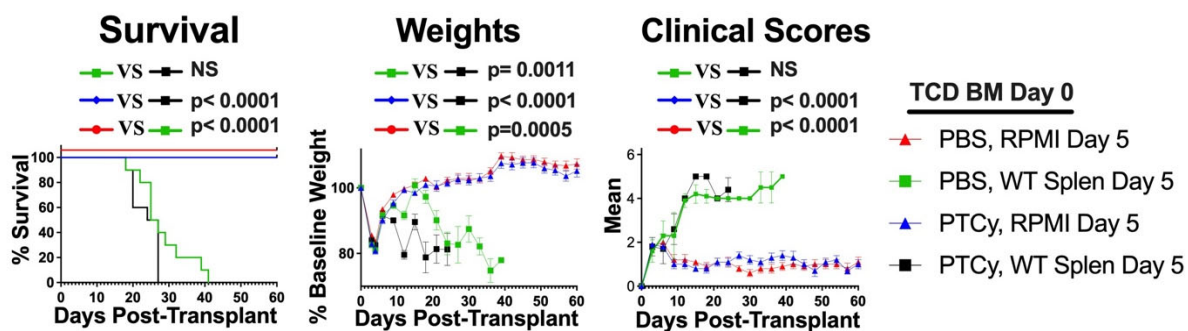 Survival
VS NS
VS p< 0.0001
VS p< 0.0001
% Survival
100
80
60
40
20
0
0 10 20 30 40 50 60
Days Post-Transplant
Weights
VS p= 0.0011
VS p< 0.0001
VS p=0.0005
% Baseline Weight
100
80
0 10 20 30 40 50 60
Days Post-Transplant
Clinical Scores
VS NS
VS p< 0.0001
VS p< 0.0001
Mean
6
4
2
0
0 10 20 30 40 50 60
Days Post-Transplant
TCD BM Day 0
PBS, RPMI Day 5
PBS, WT Splen Day 5
PTCy, RPMI Day 5
PTCy, WT Splen Day 5